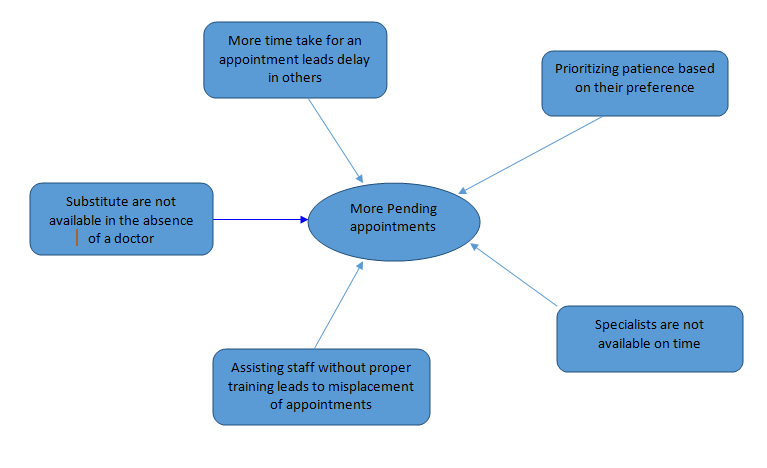 More time take for an
appointment leads delay
in others
Prioritizing patience based
on their preference
Substitute are not
available in the absence
of a doctor
More Pending
appointments
Specialists are not
available on time
Assisting staff without proper
training leads to misplacement
of appointments